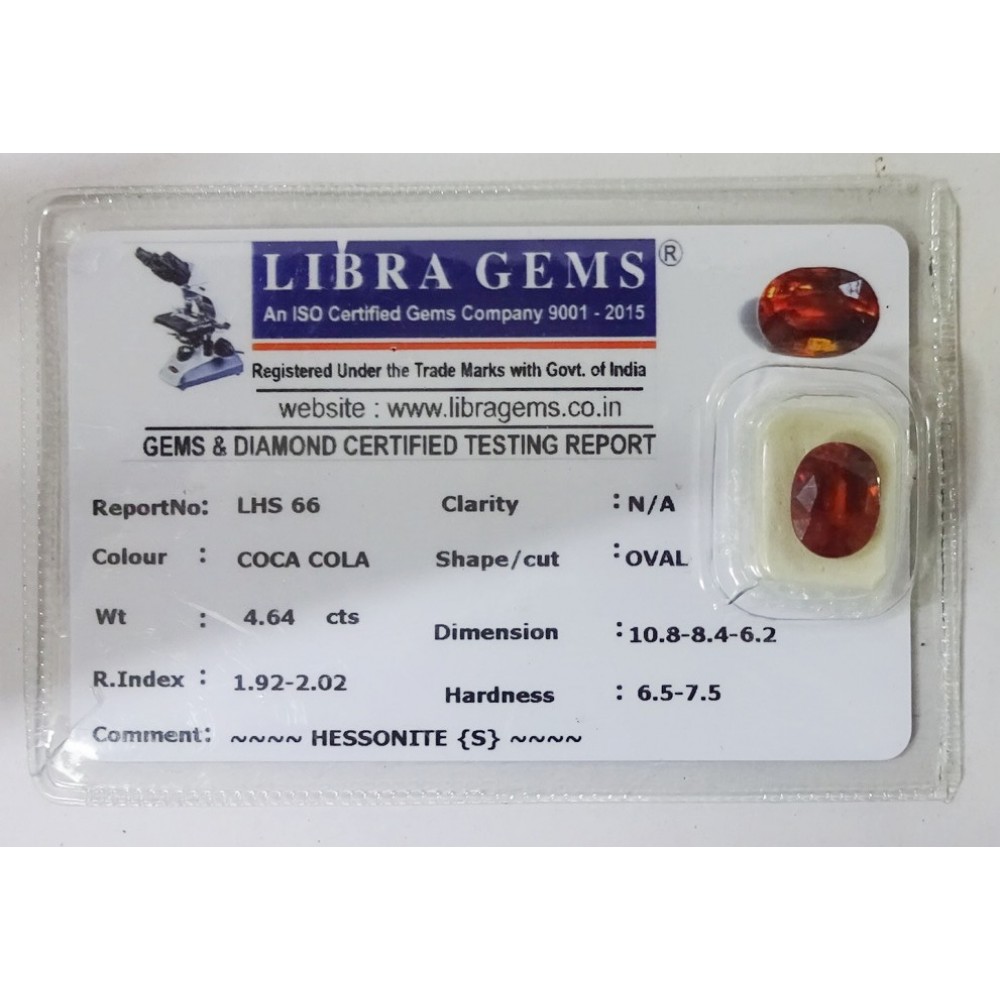 LIBRA GEMS ®
An ISO Certified Gems Company 9001 - 2015
Registered Under the Trade Marks with Govt. of India
website : www.libragems.co.in
GEMS & DIAMOND CERTIFIED TESTING REPORT
ReportNo: LHS 66 Clarity : N/A
Colour : COCA COLA Shape/cut : OVAL
Wt : 4.64 cts Dimension : 10.8-8.4-6.2
R.Index : 1.92-2.02 Hardness : 6.5-7.5
Comment: ~~~~ HESSONITE {S} ~~~~